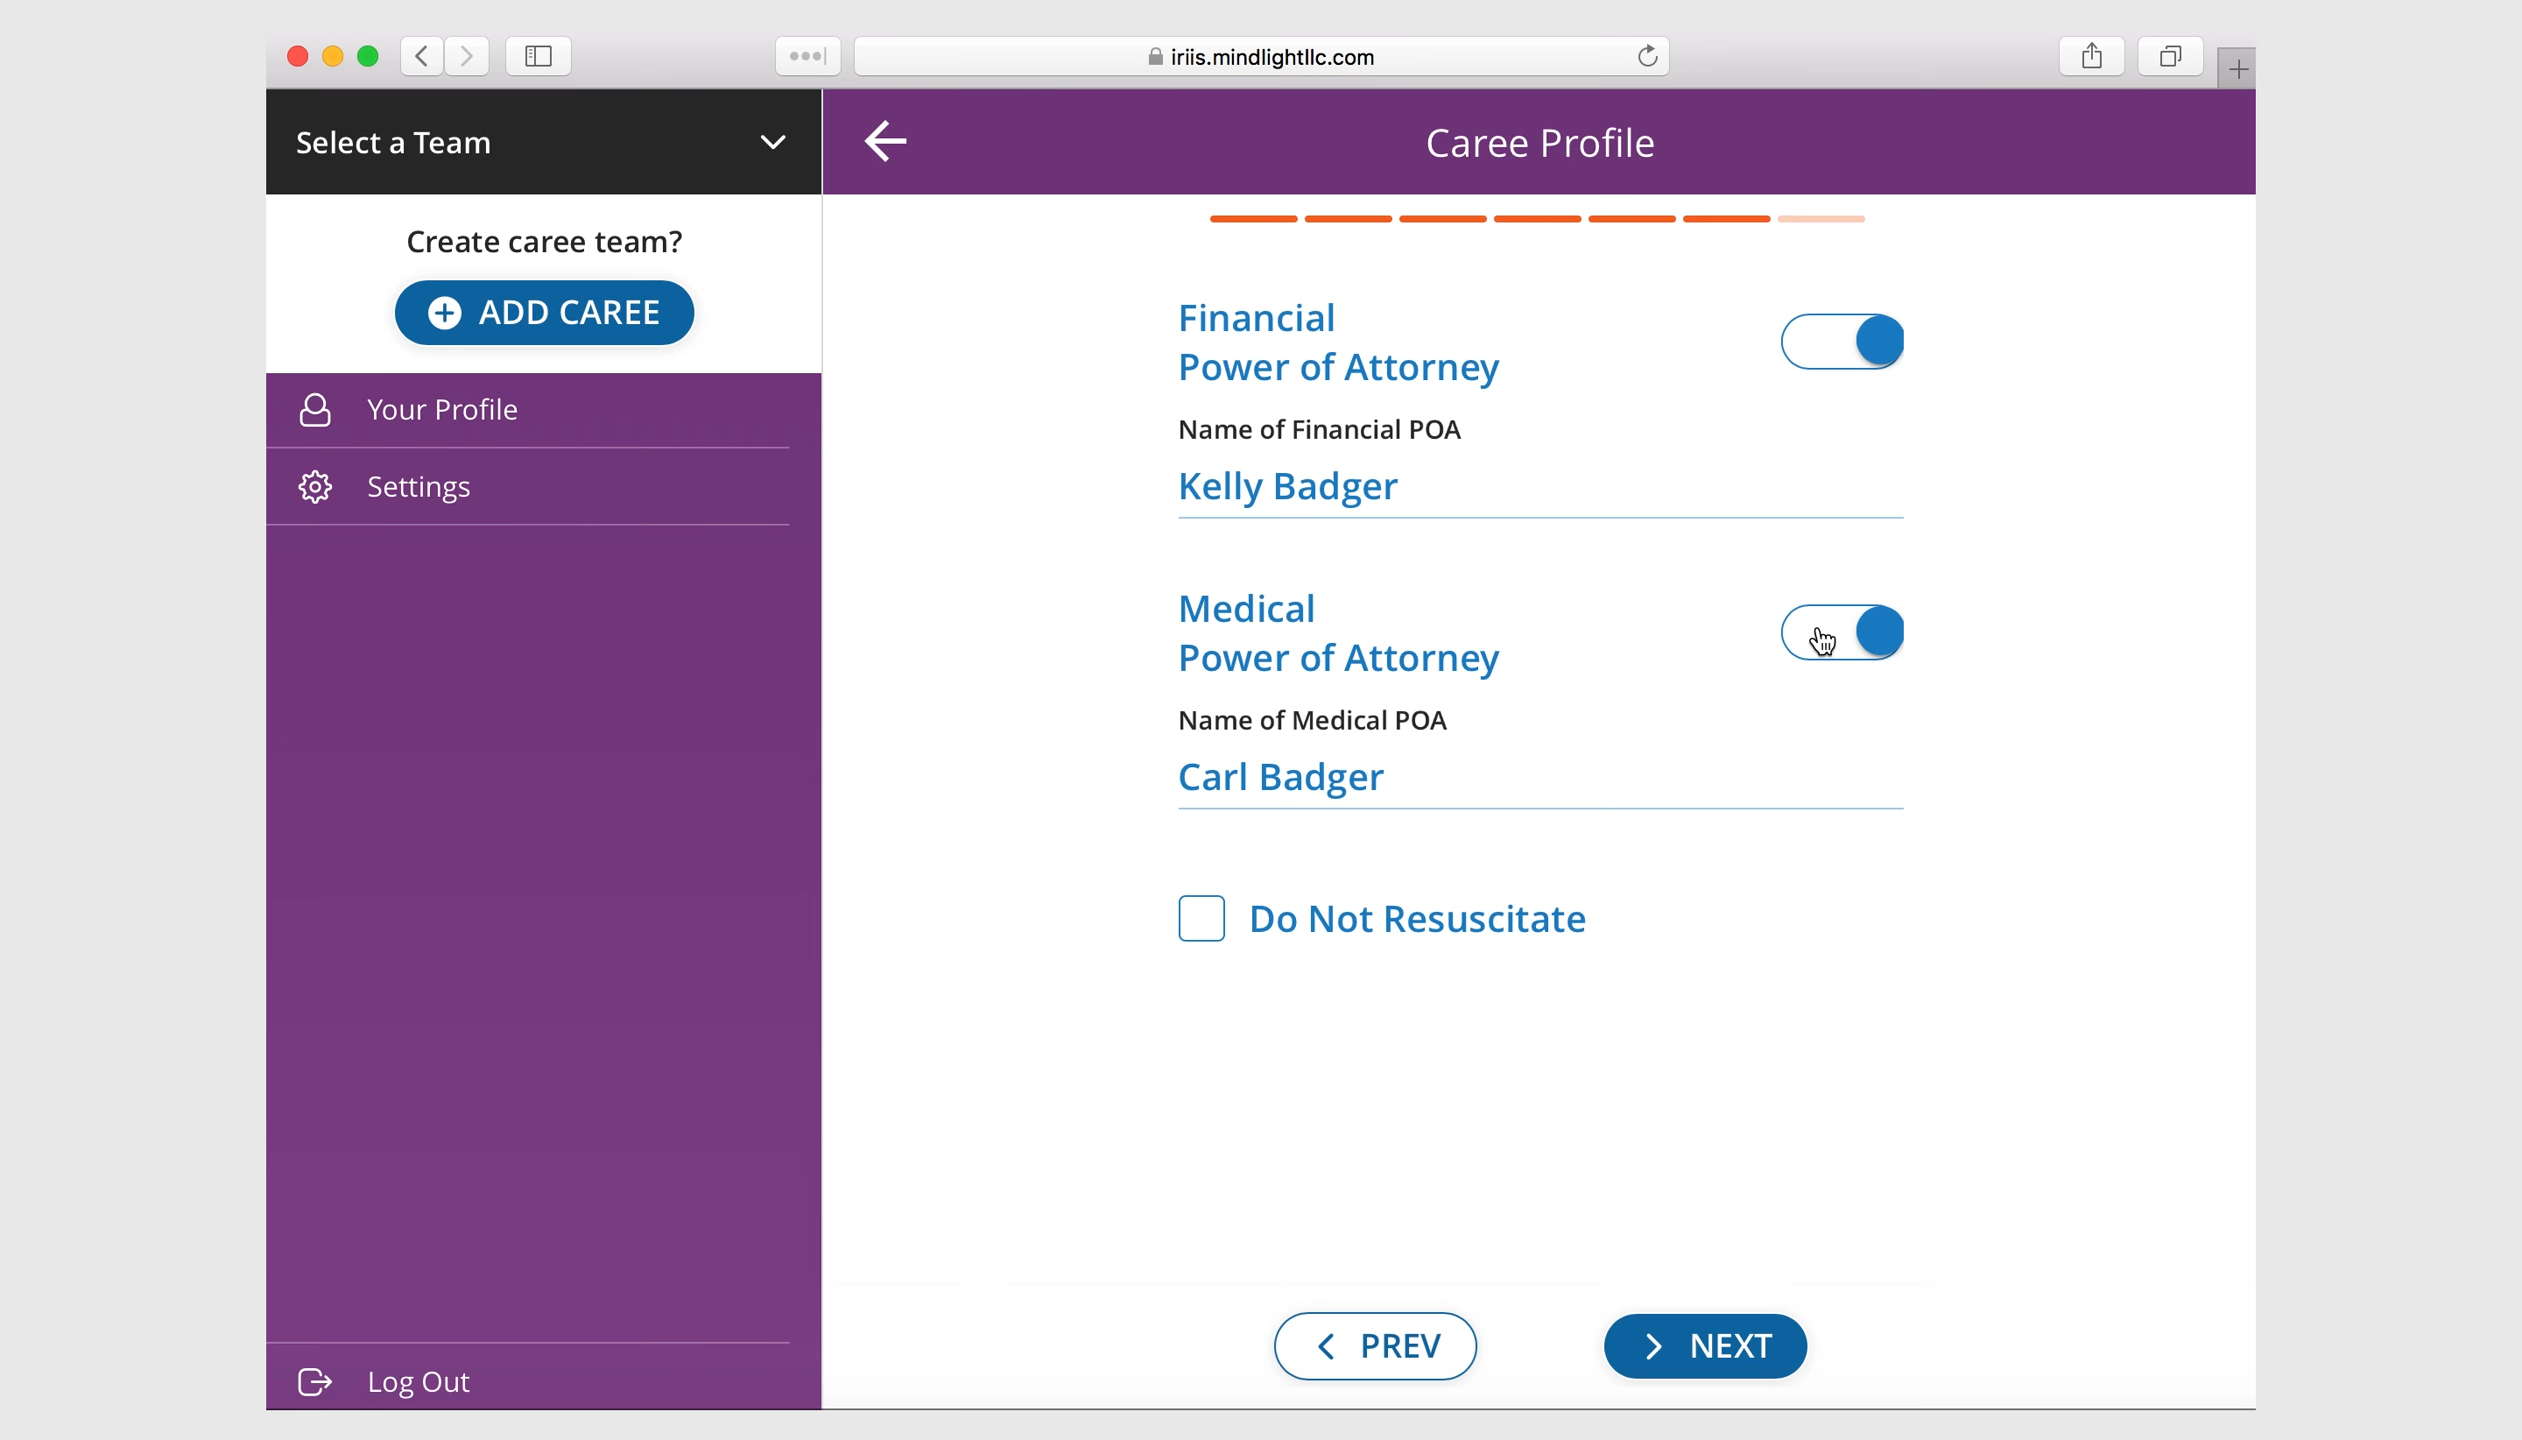 iriis.mindlightllc.com
Select a Team
Caree Profile
Create caree team?
ADD CAREE
Your Profile
Settings
Log Out
Financial
Power of Attorney
Name of Financial POA
Kelly Badger
Medical
Power of Attorney
Name of Medical POA
Carl Badger
Do Not Resuscitate
PREV
NEXT